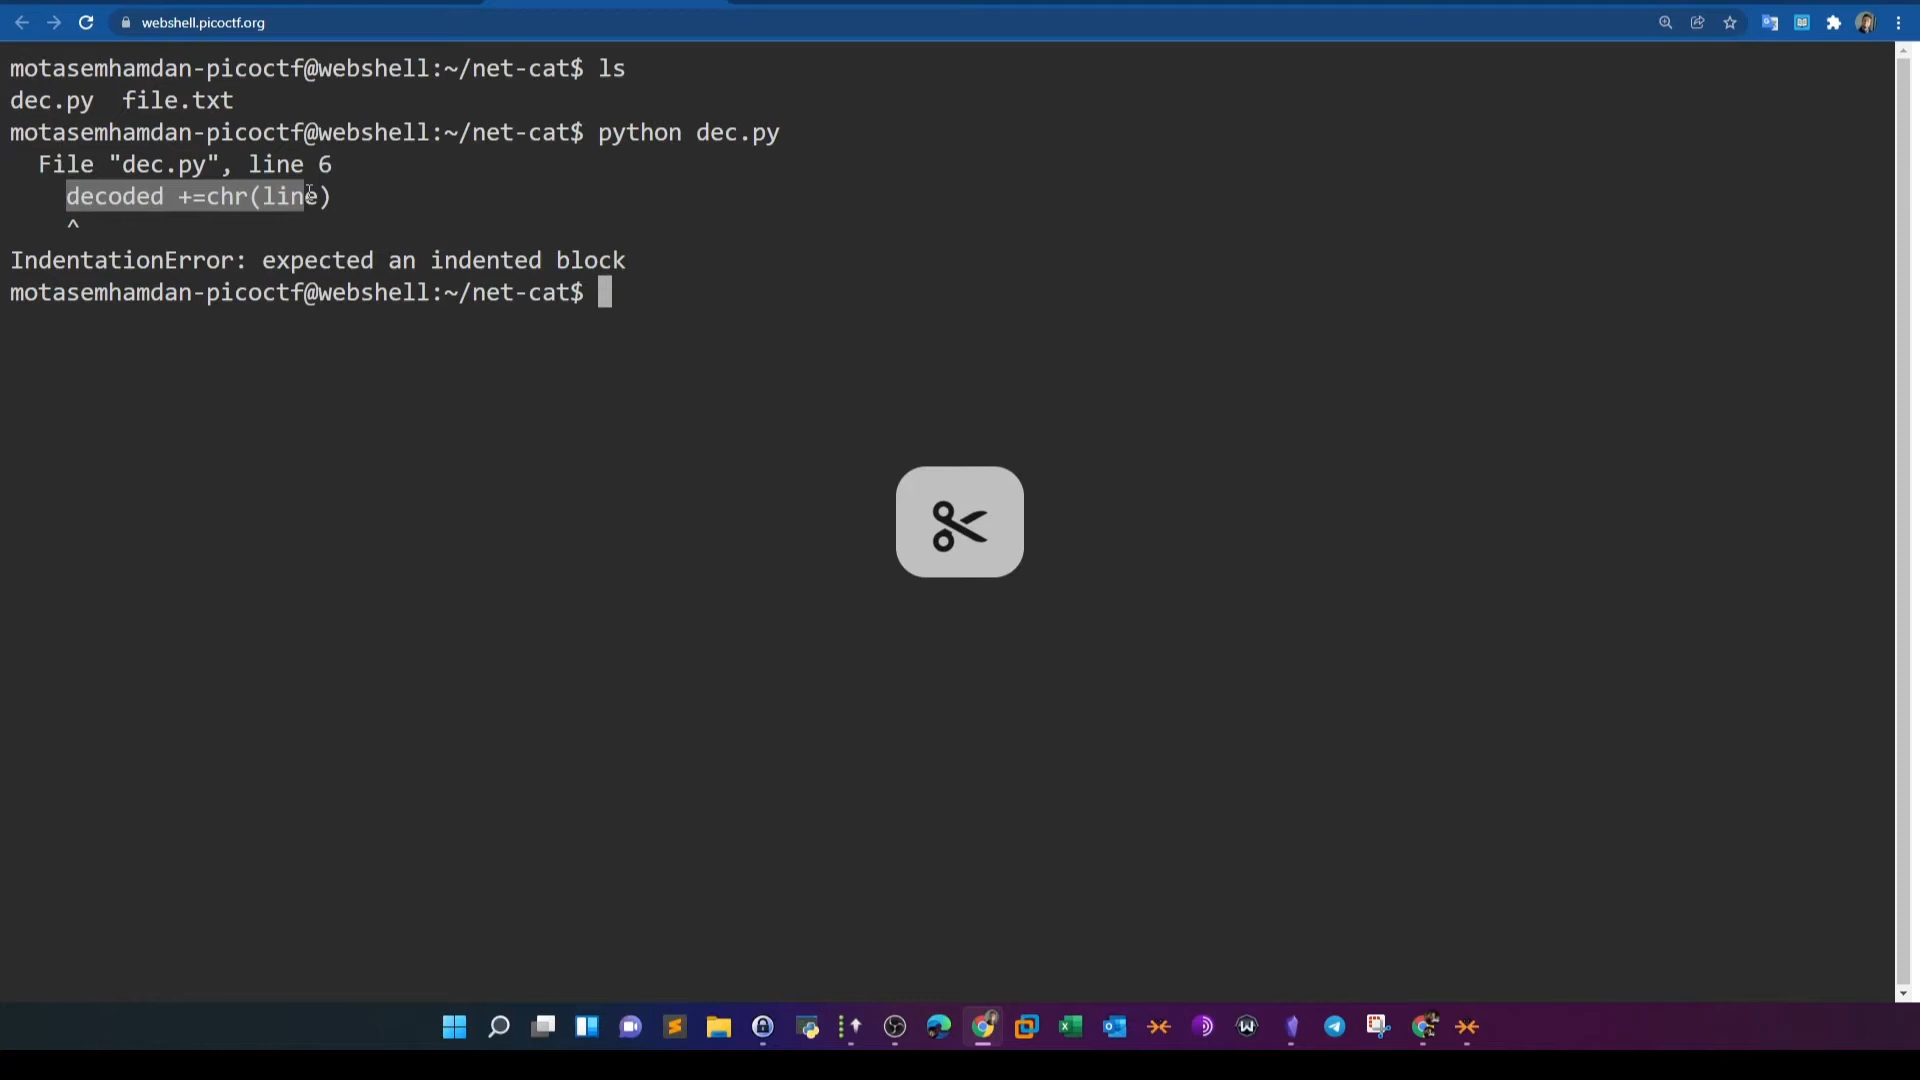 webshell.picoctf.org
motasemhamdan-picoctf@webshell:~/net-cat$ ls
dec.py  file.txt
motasemhamdan-picoctf@webshell:~/net-cat$ python dec.py
  File "dec.py", line 6
    decoded +=chr(line)
    ^
IndentationError: expected an indented block
motasemhamdan-picoctf@webshell:~/net-cat$